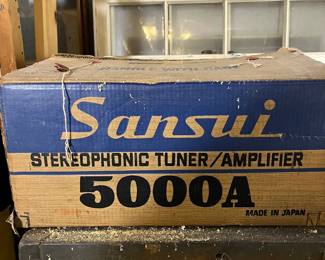 Sansui
STEREOPHONIC TUNER/AMPLIFIER
5000A
MADE IN JAPAN